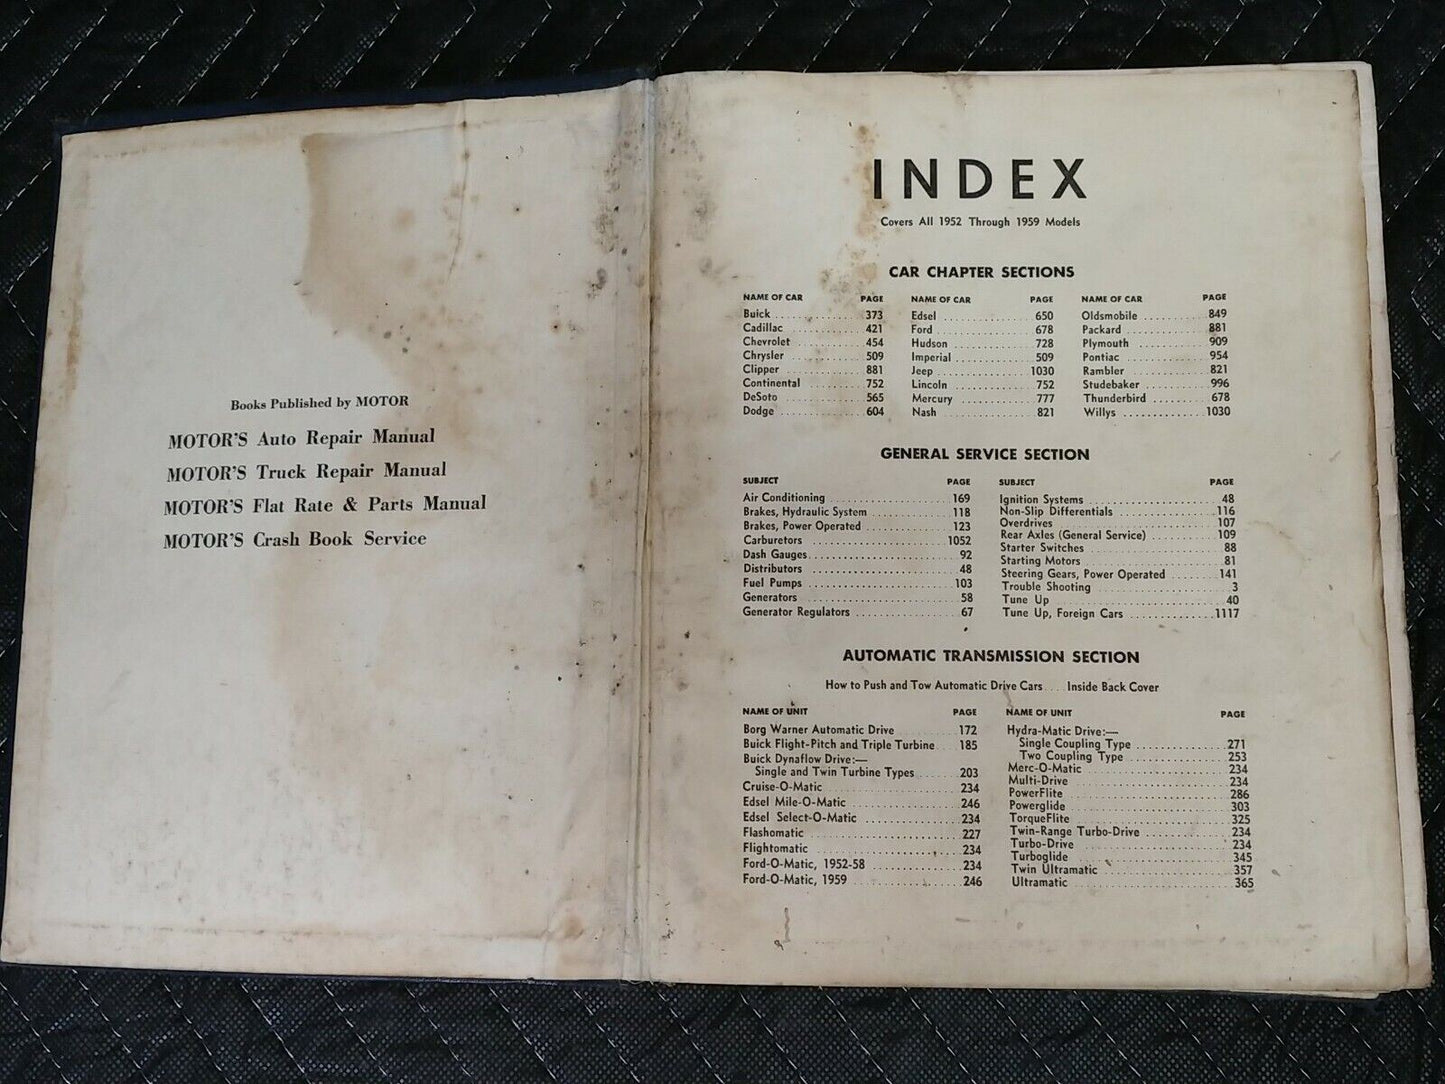 Books Published by MOTOR
MOTOR'S Auto Repair Manual
MOTOR'S Truck Repair Manual
MOTOR'S Flat Rate & Parts Manual
MOTOR'S Crash Book Service
INDEX
Covers All 1952 Through 1959 Models
CAR CHAPTER SECTIONS
NAME OF CAR PAGE
Buick 373
Cadillac 421
Chevrolet 454
Chrysler 509
Clipper 881
Continental 752
DeSoto 565
Dodge 604
NAME OF CAR PAGE
Edsel 650
Ford 678
Hudson 728
Imperial 509
Jeep 1030
Lincoln 752
Mercury 777
Nash 821
NAME OF CAR PAGE
Oldsmobile 849
Packard 881
Plymouth 909
Pontiac 954
Rambler 821
Studebaker 996
Thunderbird 678
Willys 1030
GENERAL SERVICE SECTION
SUBJECT PAGE
Air Conditioning 169
Brakes, Hydraulic System 118
Brakes, Power Operated 123
Carburetors 1052
Dash Gauges 92
Distributors 48
Fuel Pumps 103
Generators 58
Generator Regulators 67
SUBJECT PAGE
Ignition Systems 48
Non-Slip Differentials 116
Overdrives 107
Rear Axles (General Service) 109
Starter Switches 88
Starting Motors 81
Steering Gears, Power Operated 141
Trouble Shooting 3
Tune Up 40
Tune Up, Foreign Cars 1117
AUTOMATIC TRANSMISSION SECTION
How to Push and Tow Automatic Drive Cars . . . Inside Back Cover
NAME OF UNIT PAGE
Borg Warner Automatic Drive 172
Buick Flight-Pitch and Triple Turbine 185
Buick Dynaflow Drive:—
Single and Twin Turbine Types 203
Cruise-O-Matic 234
Edsel Mile-O-Matic 246
Edsel Select-O-Matic 234
Flashomatic 227
Flightomatic 234
Ford-O-Matic, 1952-58 234
Ford-O-Matic, 1959 246
NAME OF UNIT PAGE
Hydra-Matic Drive:—
Single Coupling Type 271
Two Coupling Type 253
Merc-O-Matic 234
Multi-Drive 234
PowerFlite 286
Powerglide 303
TorqueFlite 325
Twin-Range Turbo-Drive 234
Turbo-Drive 234
Turboglide 345
Twin Ultramatic 357
Ultramatic 365